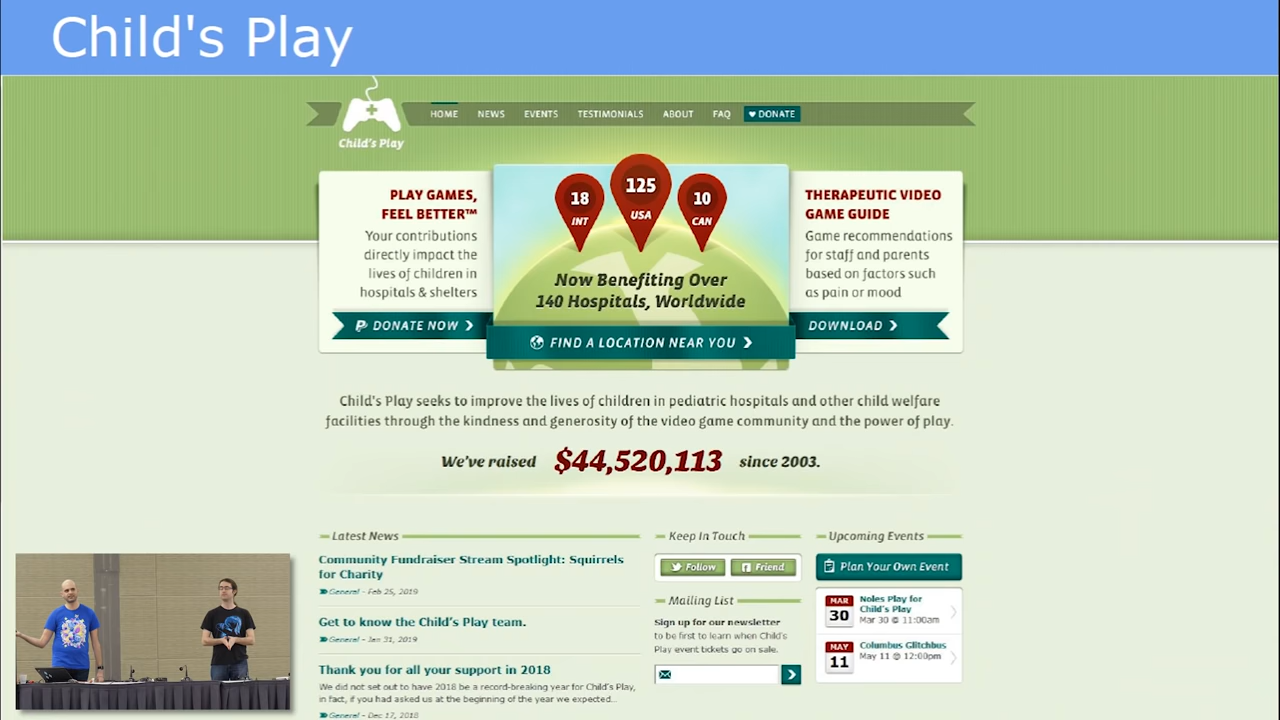 Child's Play
HOME NEWS EVENTS TESTIMONIALS ABOUT FAQ DONATE
Child's Play
PLAY GAMES,
FEEL BETTER™
Your contributions
directly impact the
lives of children in
hospitals & shelters
DONATE NOW
18
INT
125
USA
10
CAN
Now Benefiting Over
140 Hospitals, Worldwide
FIND A LOCATION NEAR YOU
THERAPEUTIC VIDEO
GAME GUIDE
Game recommendations
for staff and parents
based on factors such
as pain or mood
DOWNLOAD
Child's Play seeks to improve the lives of children in pediatric hospitals and other child welfare
facilities through the kindness and generosity of the video game community and the power of play.
We've raised $44,520,113 since 2003.
Latest News
Community Fundraiser Stream Spotlight: Squirrels
for Charity
General - Feb 25, 2019
Get to know the Child's Play team.
General - Jan 31, 2019
Thank you for all your support in 2018
We did not set out to have 2018 be a record-breaking year for Child's Play,
in fact, if you had asked us at the beginning of the year we expected...
General - Dec 17, 2018
Keep In Touch
Follow Friend
Mailing List
Sign up for our newsletter
to be first to learn when Child's
Play event tickets go on sale.
Upcoming Events
Plan Your Own Event
MAR
30
Noles Play for
Child's Play
Mar 30 @ 11:00am
MAY
11
Columbus Glitchbus
May 11 @ 12:00pm